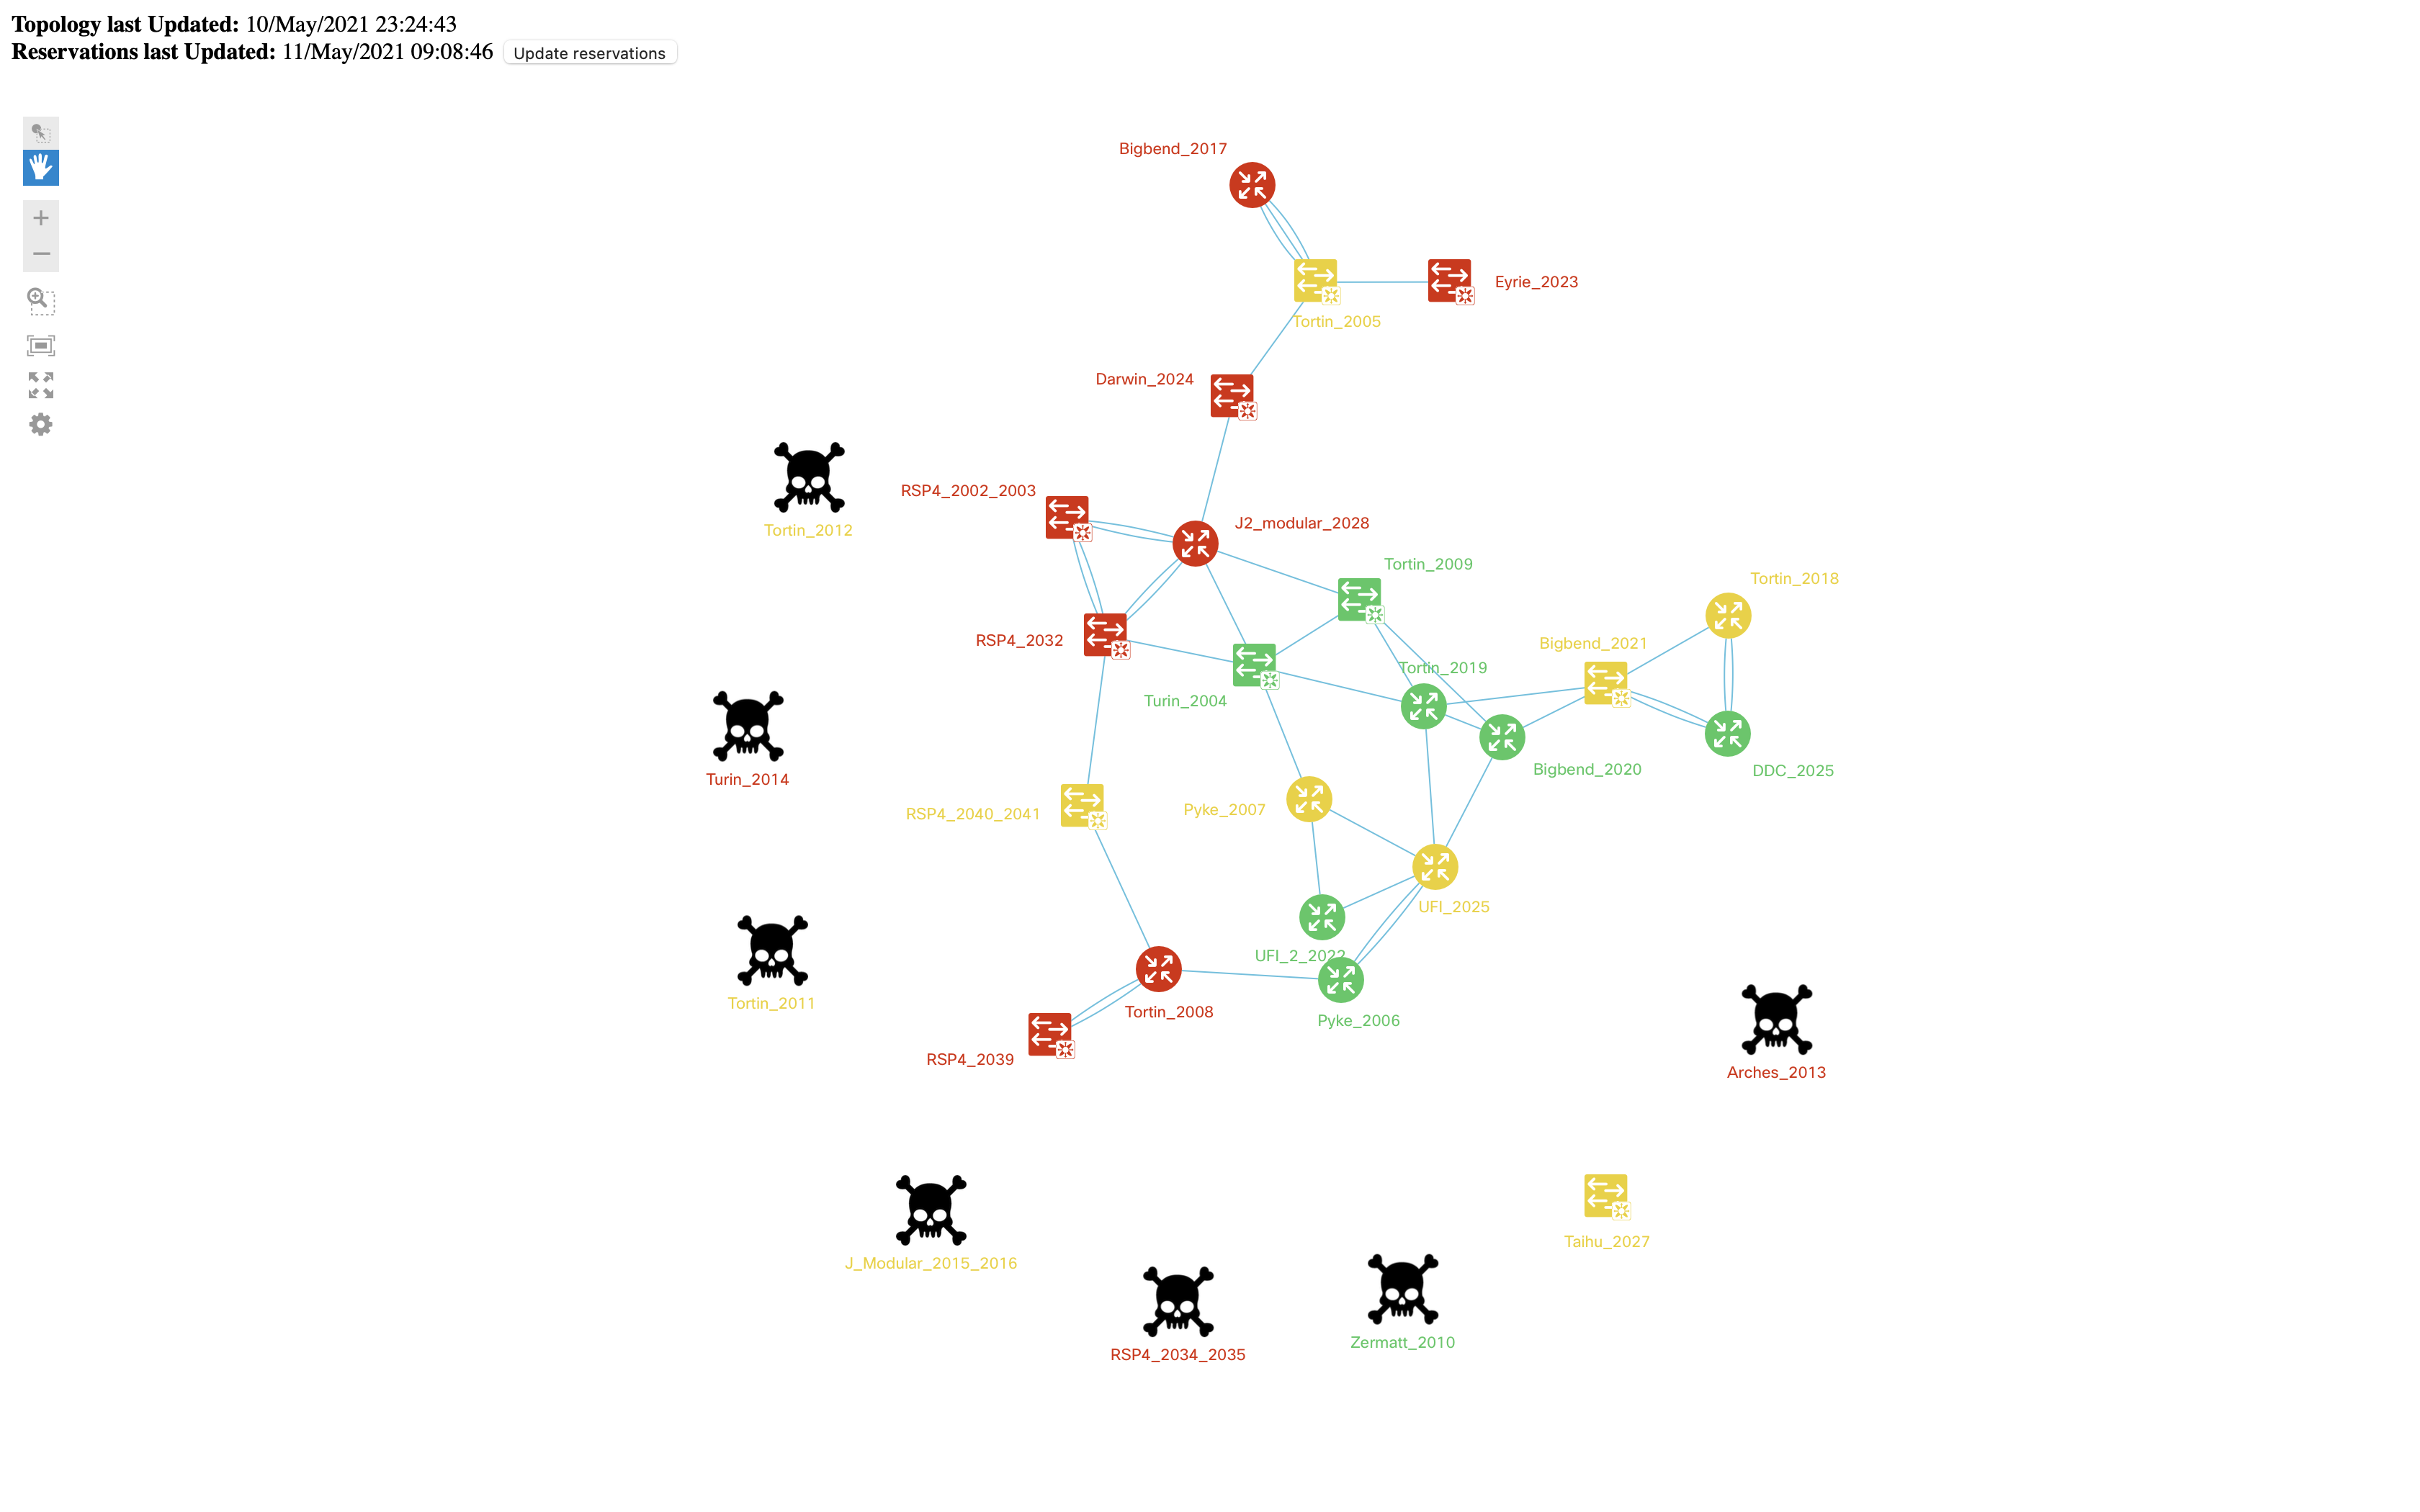 Topology last Updated: 10/May/2021 23:24:43
Reservations last Updated: 11/May/2021 09:08:46 Update reservations
Bigbend_2017
Eyrie_2023
Tortin_2005
Darwin_2024
RSP4_2002_2003
J2_modular_2028
Tortin_2012
Tortin_2009
Tortin_2018
RSP4_2032
Bigbend_2021
Tortin_2019
Turin_2004
Bigbend_2020
DDC_2025
Turin_2014
RSP4_2040_2041
Pyke_2007
UFI_2025
UFI_2_2022
Tortin_2011
Tortin_2008
Pyke_2006
RSP4_2039
Arches_2013
Taihu_2027
J_Modular_2015_2016
Zermatt_2010
RSP4_2034_2035